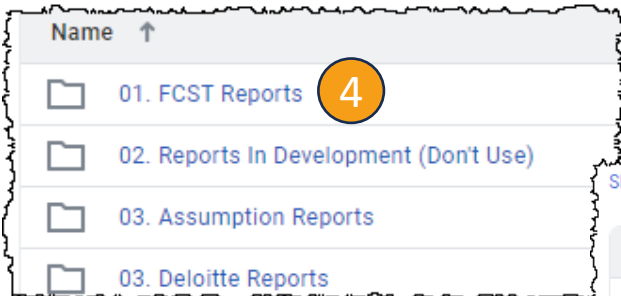 Name ↑
01. FCST Reports 4
02. Reports In Development (Don't Use)
03. Assumption Reports
03. Deloitte Reports